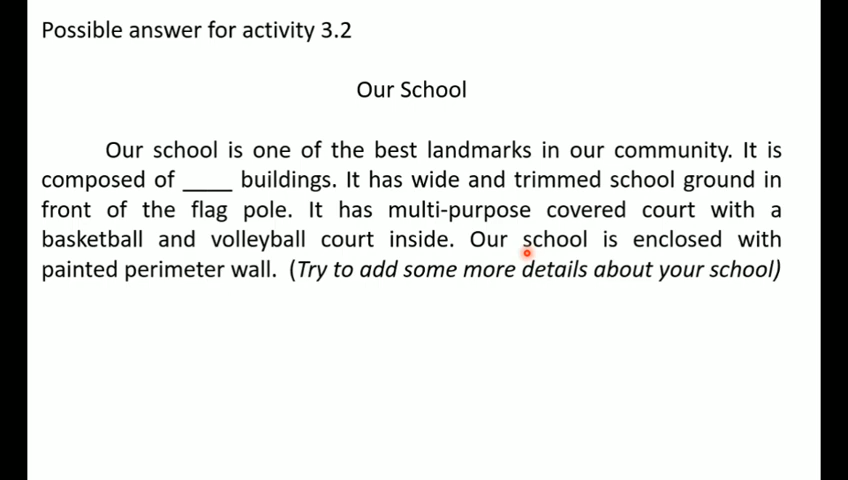 Possible answer for activity 3.2
Our School
Our school is one of the best landmarks in our community. It is
composed of ____ buildings. It has wide and trimmed school ground in
front of the flag pole. It has multi-purpose covered court with a
basketball and volleyball court inside. Our school is enclosed with
painted perimeter wall. (Try to add some more details about your school)